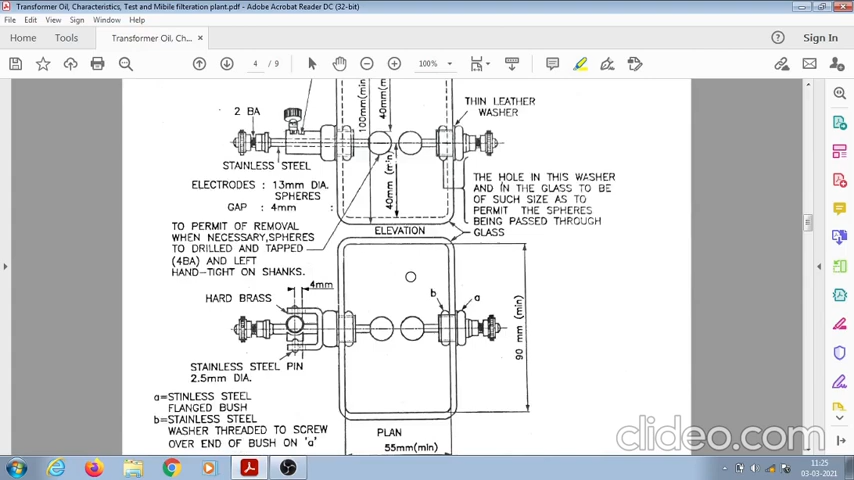 Transformer Oil, Characteristics, Test and Mibile filteration plant.pdf - Adobe Acrobat Reader DC (32-bit)
File Edit View Sign Window Help
Home Tools Transformer Oil, Ch... × Sign In
4 / 9 100%
100mm(min)
40mm(min)
THIN LEATHER
WASHER
2 BA
STAINLESS STEEL
40mm (min)
ELECTRODES : 13mm DIA.
SPHERES
GAP : 4mm :
THE HOLE IN THIS WASHER
AND IN THE GLASS TO BE
OF SUCH SIZE AS TO
PERMIT THE SPHERES
BEING PASSED THROUGH
GLASS
TO PERMIT OF REMOVAL
WHEN NECESSARY,SPHERES
TO DRILLED AND TAPPED
(4BA) AND LEFT
HAND-TIGHT ON SHANKS.
ELEVATION
4mm
HARD BRASS
b a
90 mm (min)
STAINLESS STEEL PIN
2.5mm DIA.
a=STINLESS STEEL
FLANGED BUSH
b=STAINLESS STEEL
WASHER THREADED TO SCREW
OVER END OF BUSH ON 'a'
PLAN
55mm(min)
clideo.com
11:25
03-03-2021